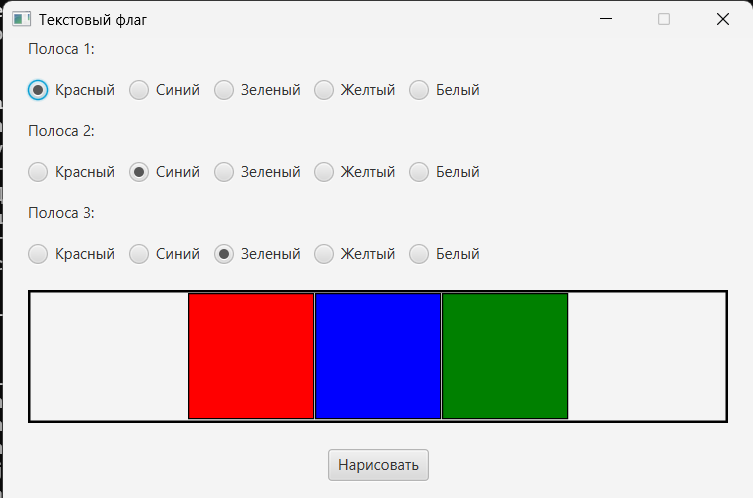 Текстовый флаг
Полоса 1:
Красный Синий Зеленый Желтый Белый
Полоса 2:
Красный Синий Зеленый Желтый Белый
Полоса 3:
Красный Синий Зеленый Желтый Белый
Нарисовать